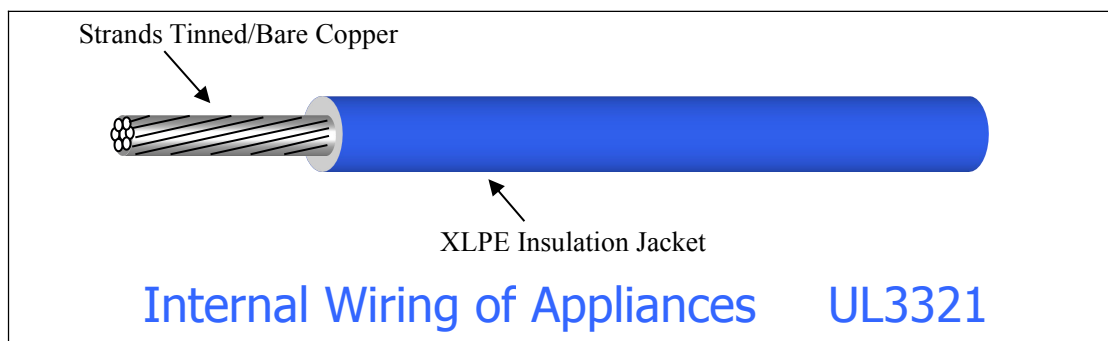 Strands Tinned/Bare Copper
XLPE Insulation Jacket
Internal Wiring of Appliances UL3321